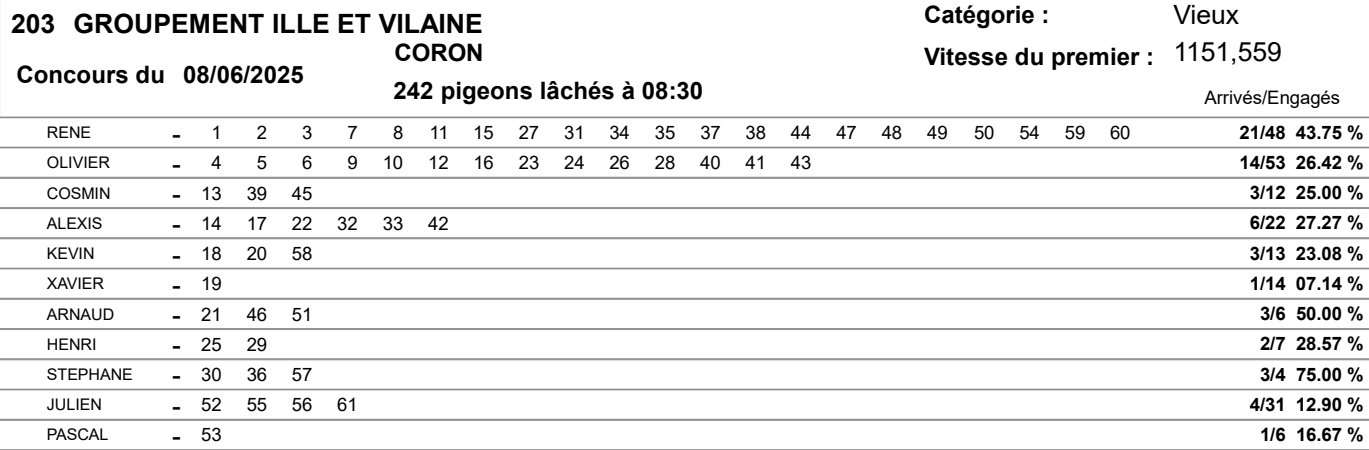 203 GROUPEMENT ILLE ET VILAINE Catégorie : Vieux
CORON Vitesse du premier : 1151,559
Concours du 08/06/2025
242 pigeons lâchés à 08:30 Arrivés/Engagés
RENE - 1 2 3 7 8 11 15 27 31 34 35 37 38 44 47 48 49 50 54 59 60 21/48 43.75 %
OLIVIER - 4 5 6 9 10 12 16 23 24 26 28 40 41 43 14/53 26.42 %
COSMIN - 13 39 45 3/12 25.00 %
ALEXIS - 14 17 22 32 33 42 6/22 27.27 %
KEVIN - 18 20 58 3/13 23.08 %
XAVIER - 19 1/14 07.14 %
ARNAUD - 21 46 51 3/6 50.00 %
HENRI - 25 29 2/7 28.57 %
STEPHANE - 30 36 57 3/4 75.00 %
JULIEN - 52 55 56 61 4/31 12.90 %
PASCAL - 53 1/6 16.67 %